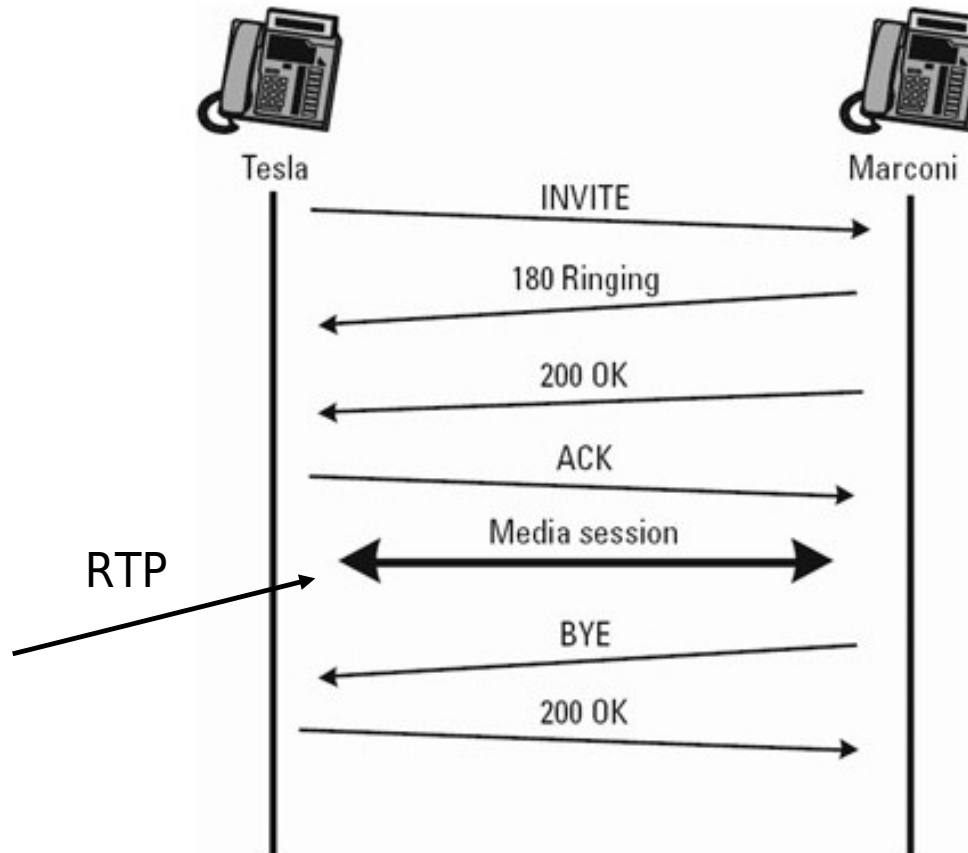 Tesla
Marconi
INVITE
180 Ringing
200 OK
ACK
Media session
RTP
BYE
200 OK